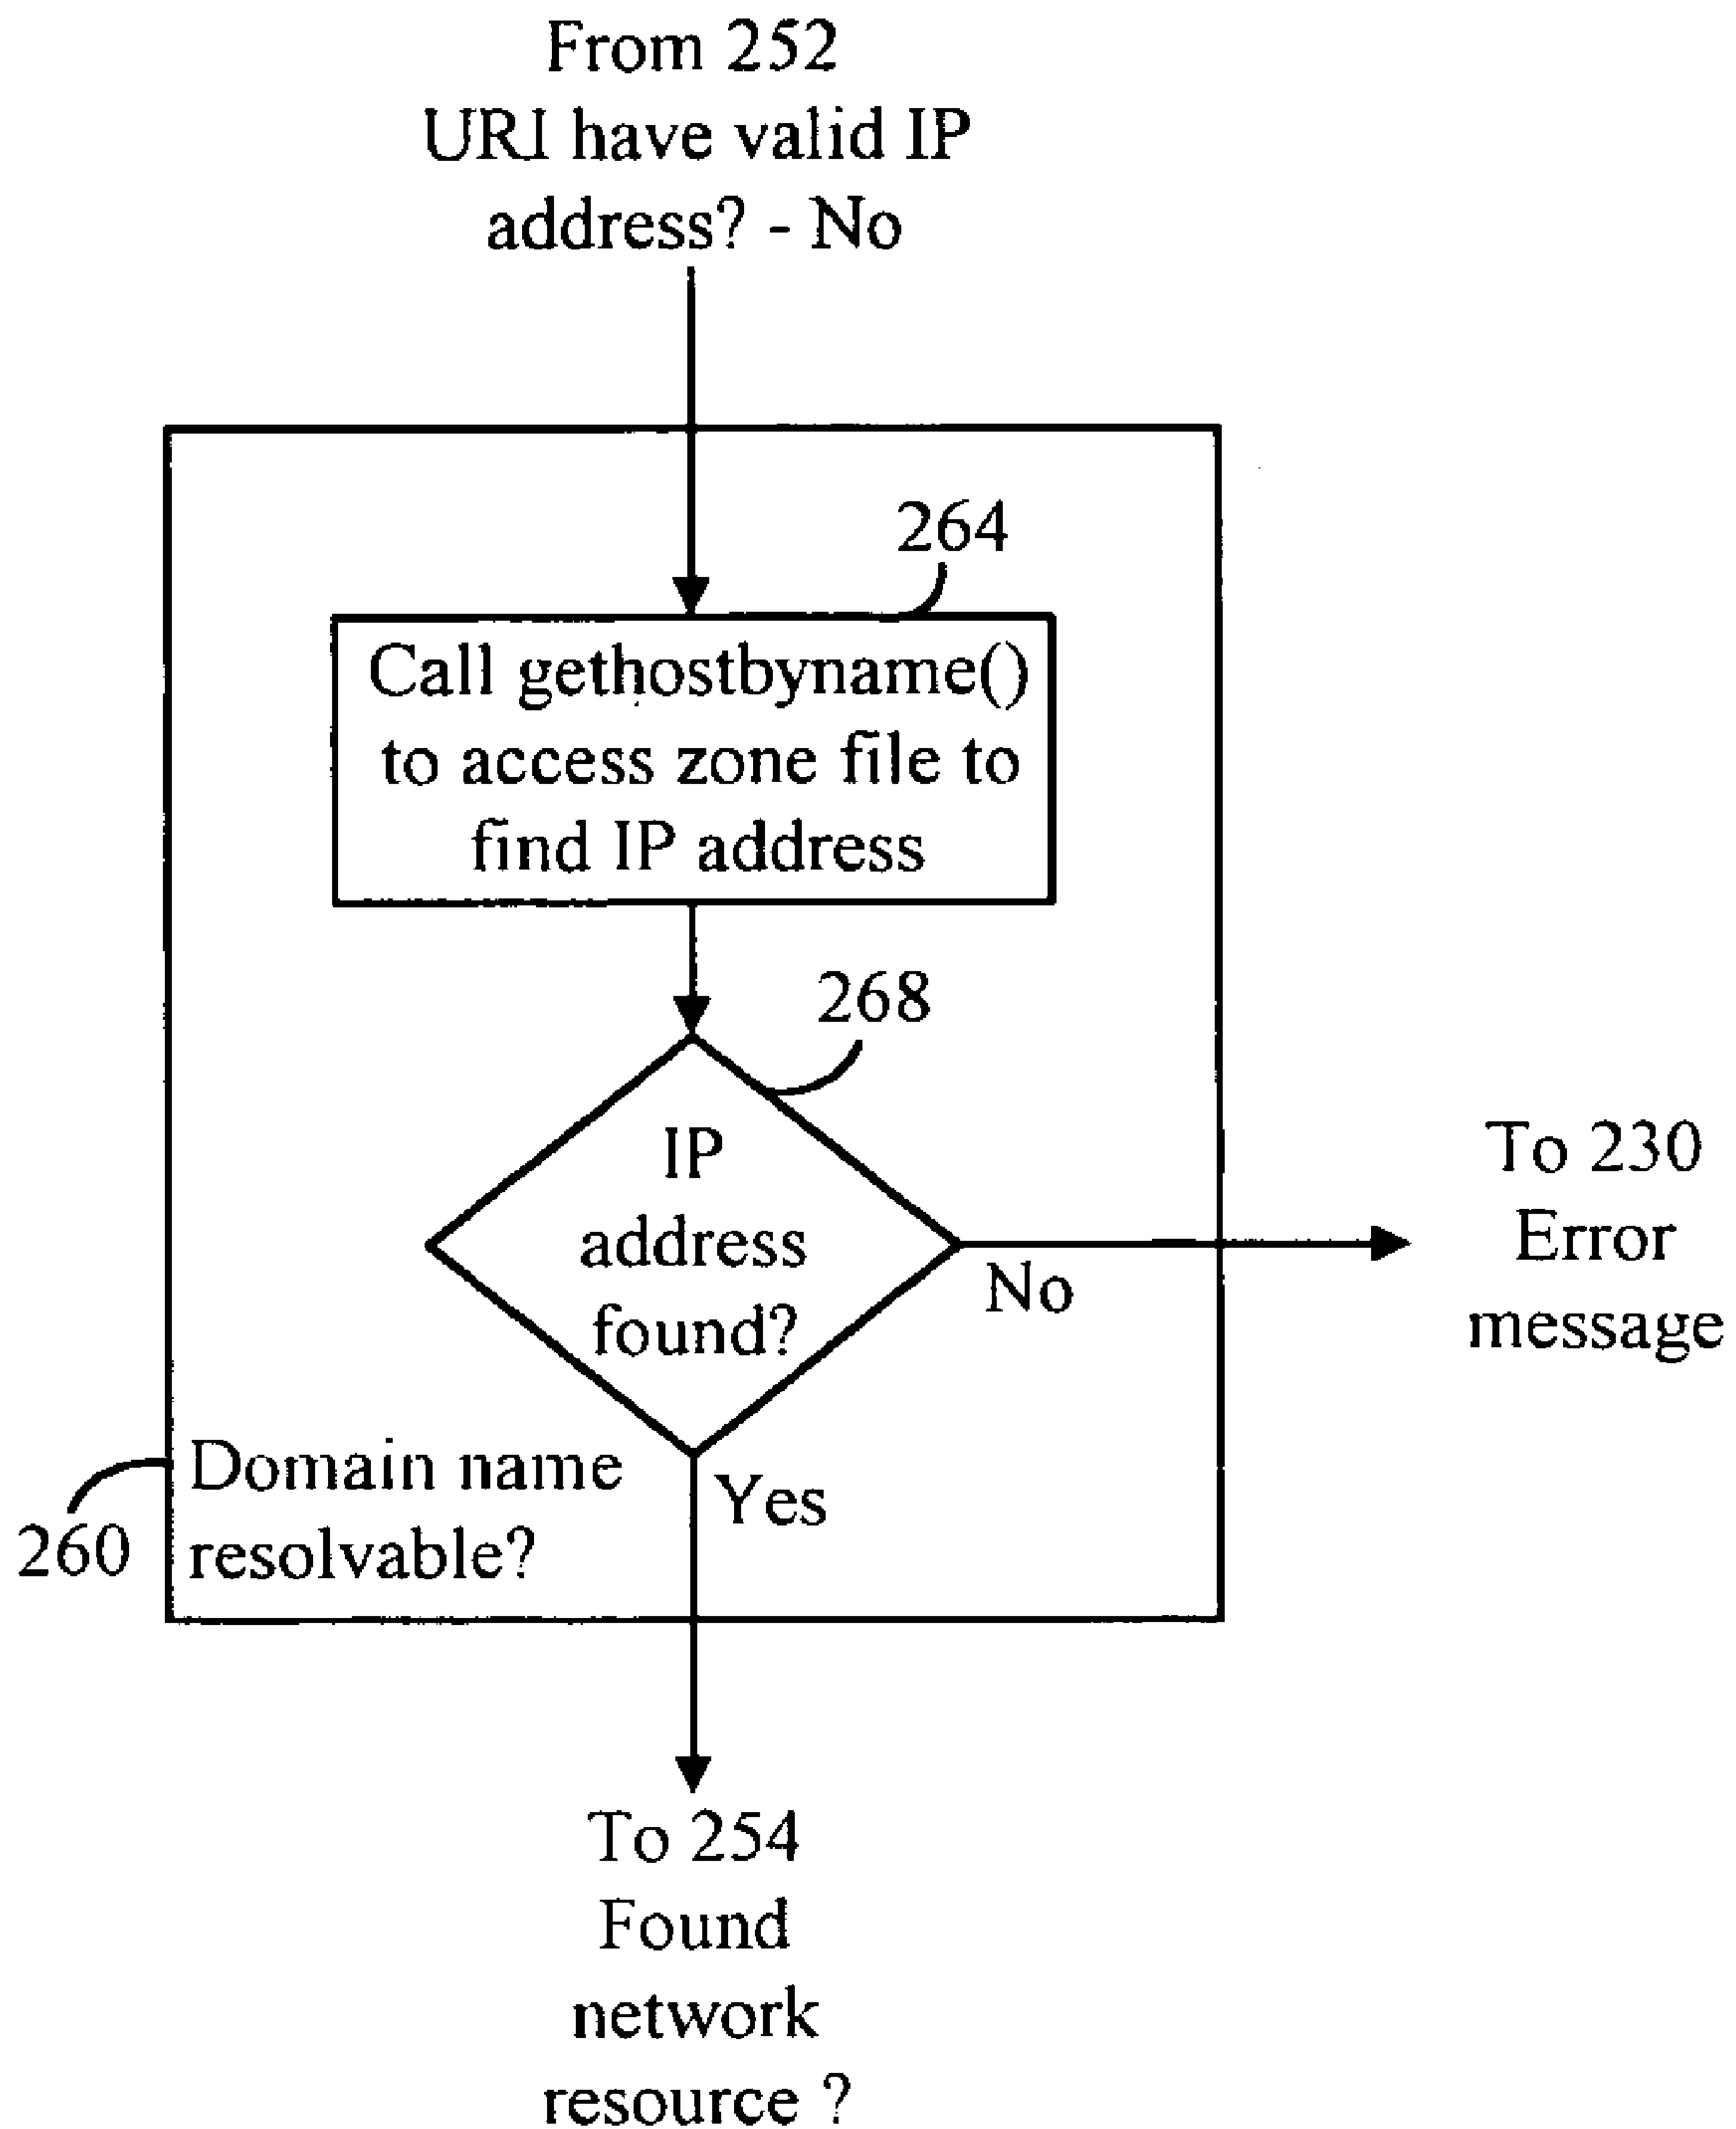 From 252
URI have valid IP
address? - No
264
Call gethostbyname()
to access zone file to
find IP address
268
IP
address
found?
No
To 230
Error
message
Yes
Domain name
resolvable?
260
To 254
Found
network
resource ?